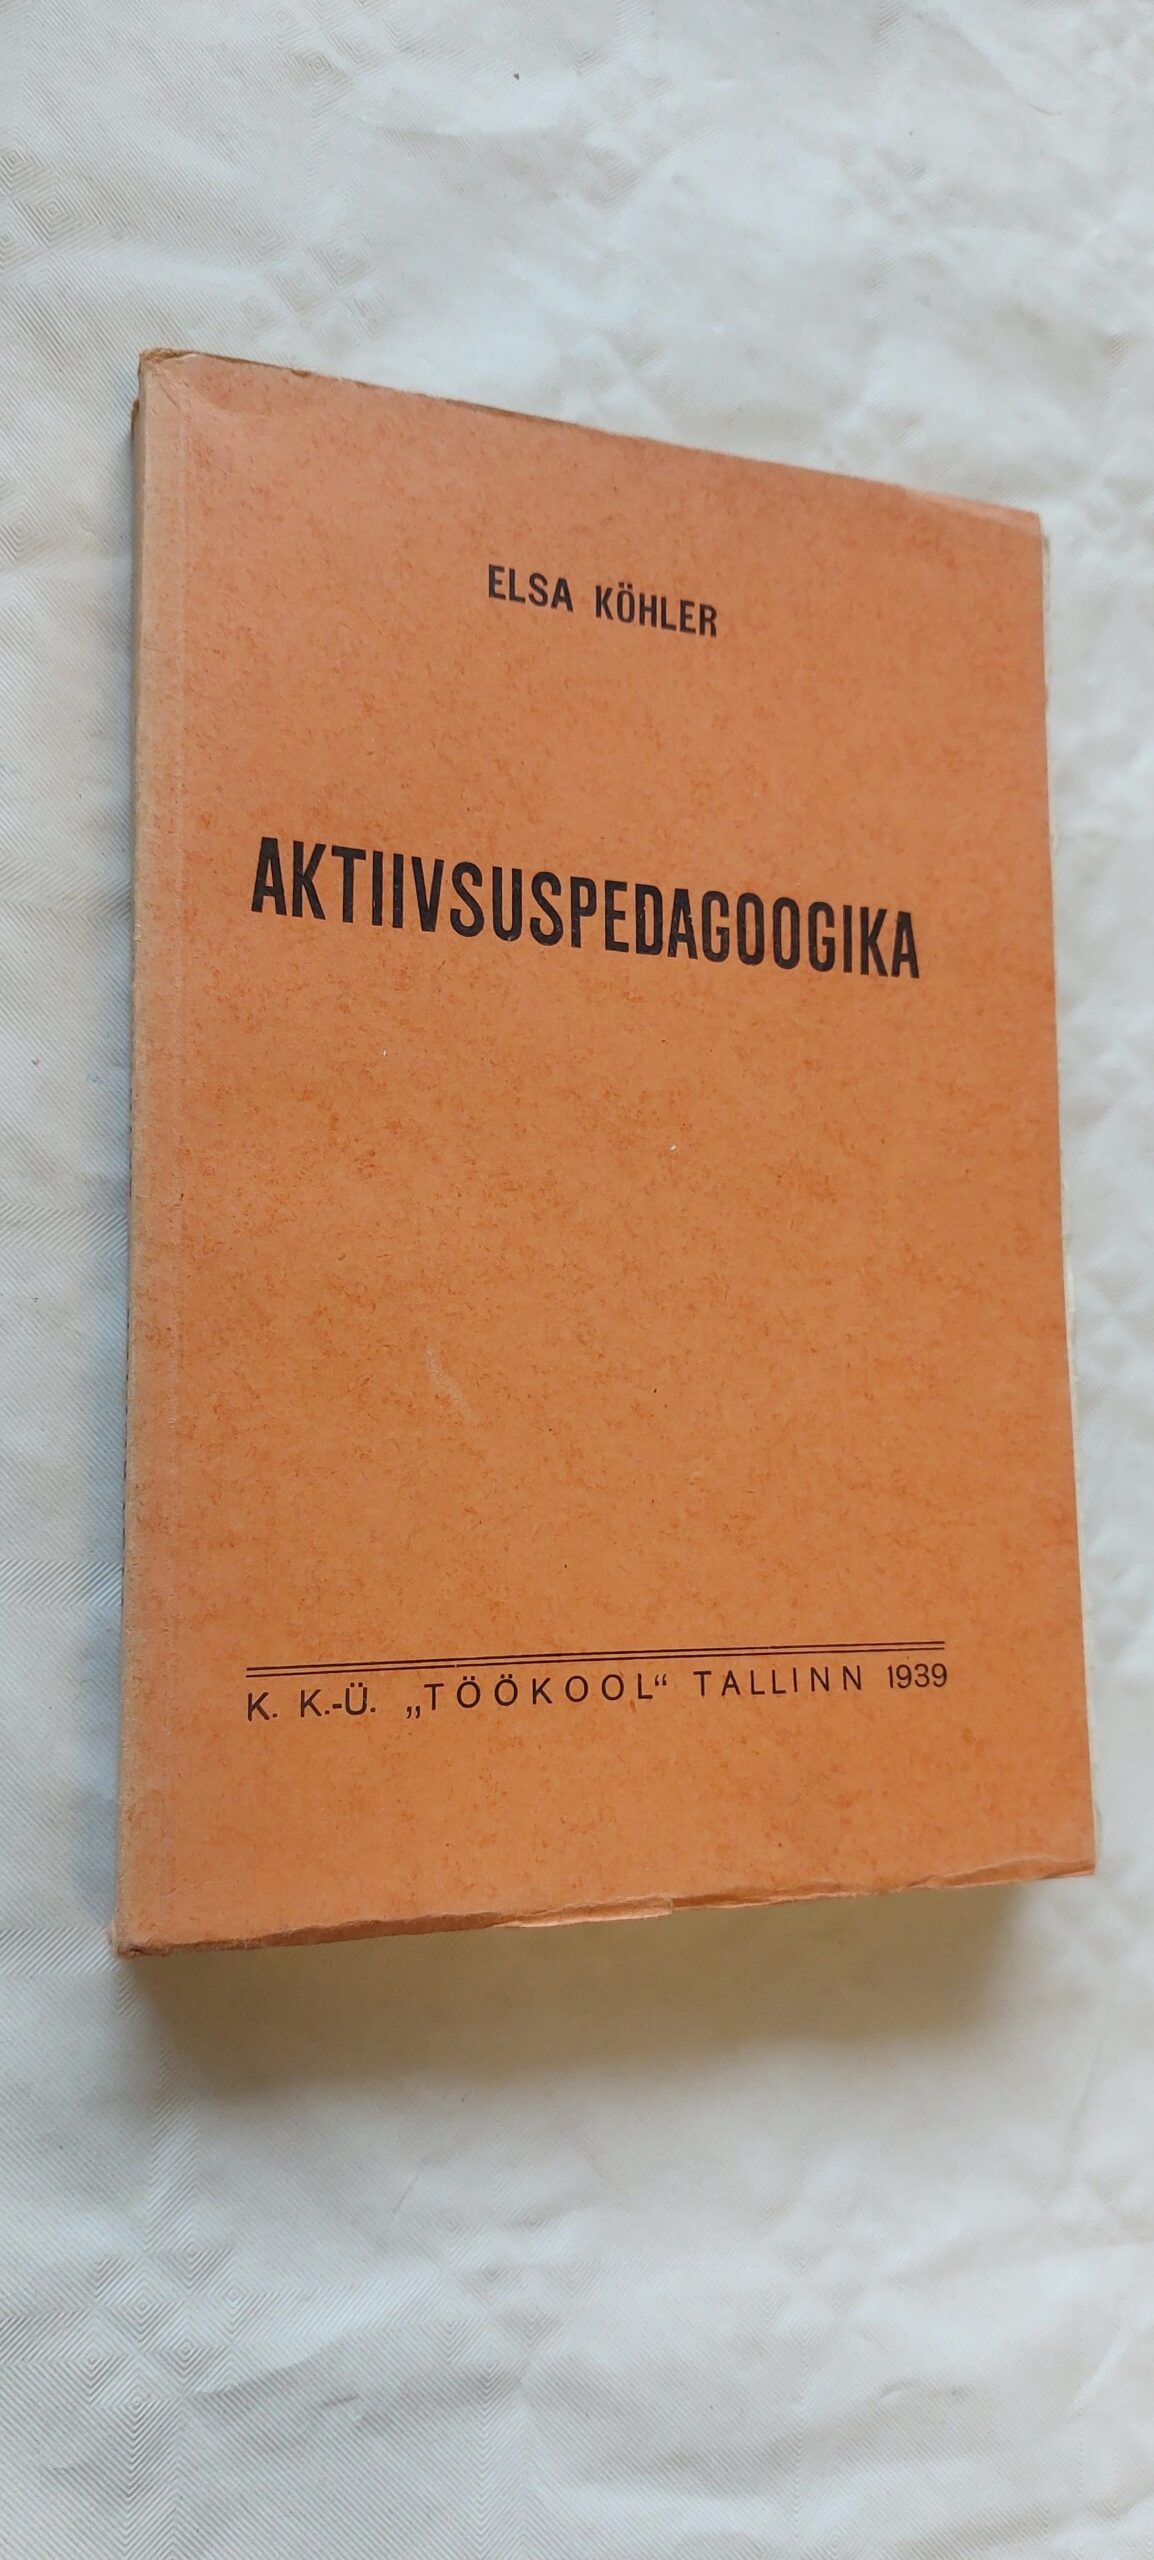 ELSA KÖHLER
AKTIIVSUSPEDAGOOGIKA
K. K.-Ü. „TÖÖKOOL“ TALLINN 1939